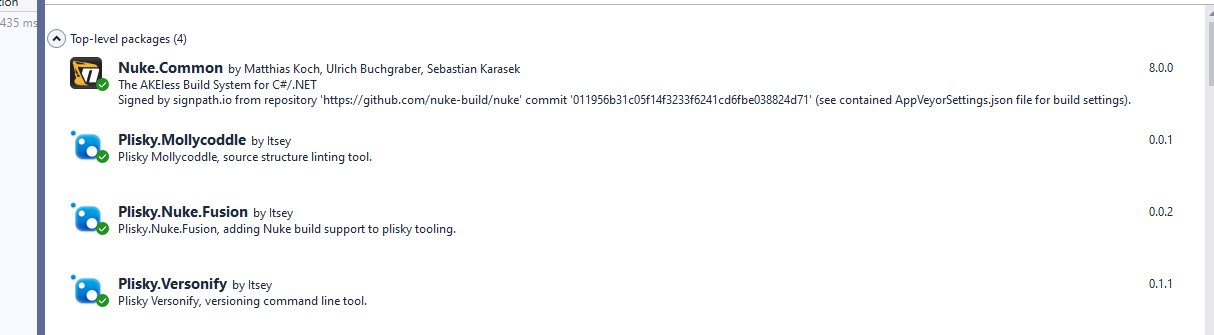 435 ms
Top-level packages (4)
Nuke.Common by Matthias Koch, Ulrich Buchgraber, Sebastian Karasek 8.0.0
The AKEless Build System for C#/.NET
Signed by signpath.io from repository 'https://github.com/nuke-build/nuke' commit '011956b31c05f14f3233f6241cd6fbe038824d71' (see contained AppVeyorSettings.json file for build settings).
Plisky.Mollycoddle by Itsey 0.0.1
Plisky Mollycoddle, source structure linting tool.
Plisky.Nuke.Fusion by Itsey 0.0.2
Plisky.Nuke.Fusion, adding Nuke build support to plisky tooling.
Plisky.Versonify by Itsey 0.1.1
Plisky Versonify, versioning command line tool.